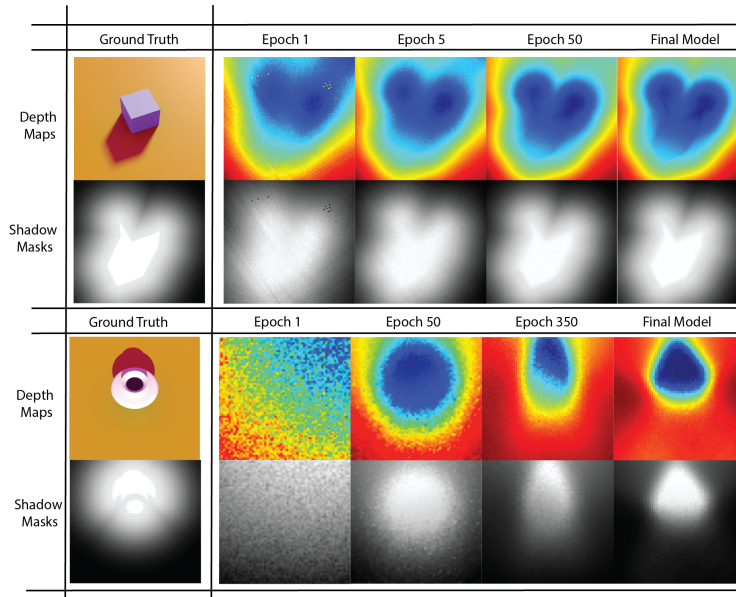 Ground Truth Epoch 1 Epoch 5 Epoch 50 Final Model
Depth
Maps
Shadow
Masks
Ground Truth Epoch 1 Epoch 50 Epoch 350 Final Model
Depth
Maps
Shadow
Masks